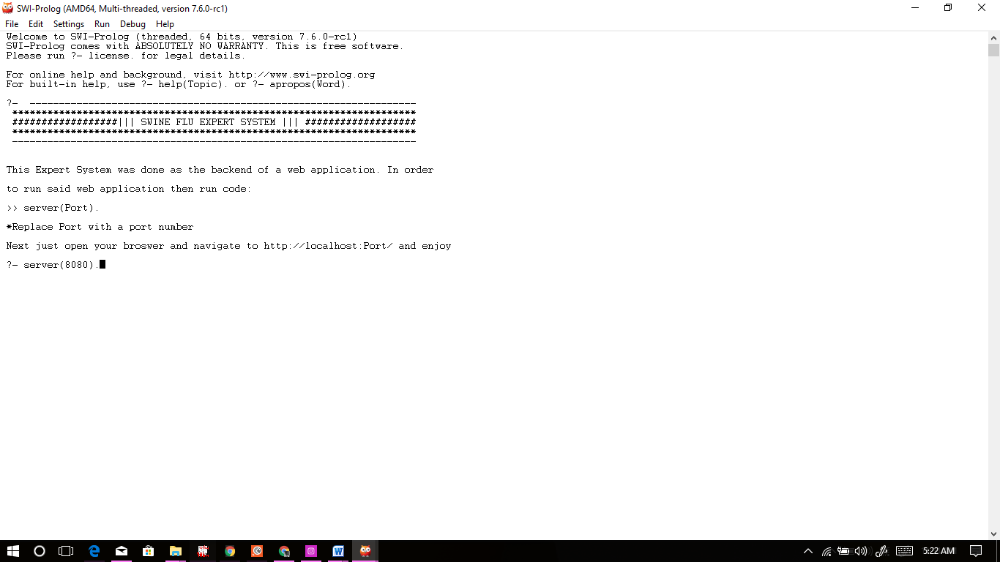 SWI-Prolog (AMD64, Multi-threaded, version 7.6.0-rc1)
File Edit Settings Run Debug Help
Welcome to SWI-Prolog (threaded, 64 bits, version 7.6.0-rc1)
SWI-Prolog comes with ABSOLUTELY NO WARRANTY. This is free software.
Please run ?- license. for legal details.
For online help and background, visit http://www.swi-prolog.org
For built-in help, use ?- help(Topic). or ?- apropos(Word).
?-  ------------------------------------------------------------------
*********************************************************************
##################||| SWINE FLU EXPERT SYSTEM ||| ###################
*********************************************************************
---------------------------------------------------------------------
This Expert System was done as the backend of a web application. In order
to run said web application then run code:
>> server(Port).
*Replace Port with a port number
Next just open your broswer and navigate to http://localhost:Port/ and enjoy
?- server(8080).
5:22 AM